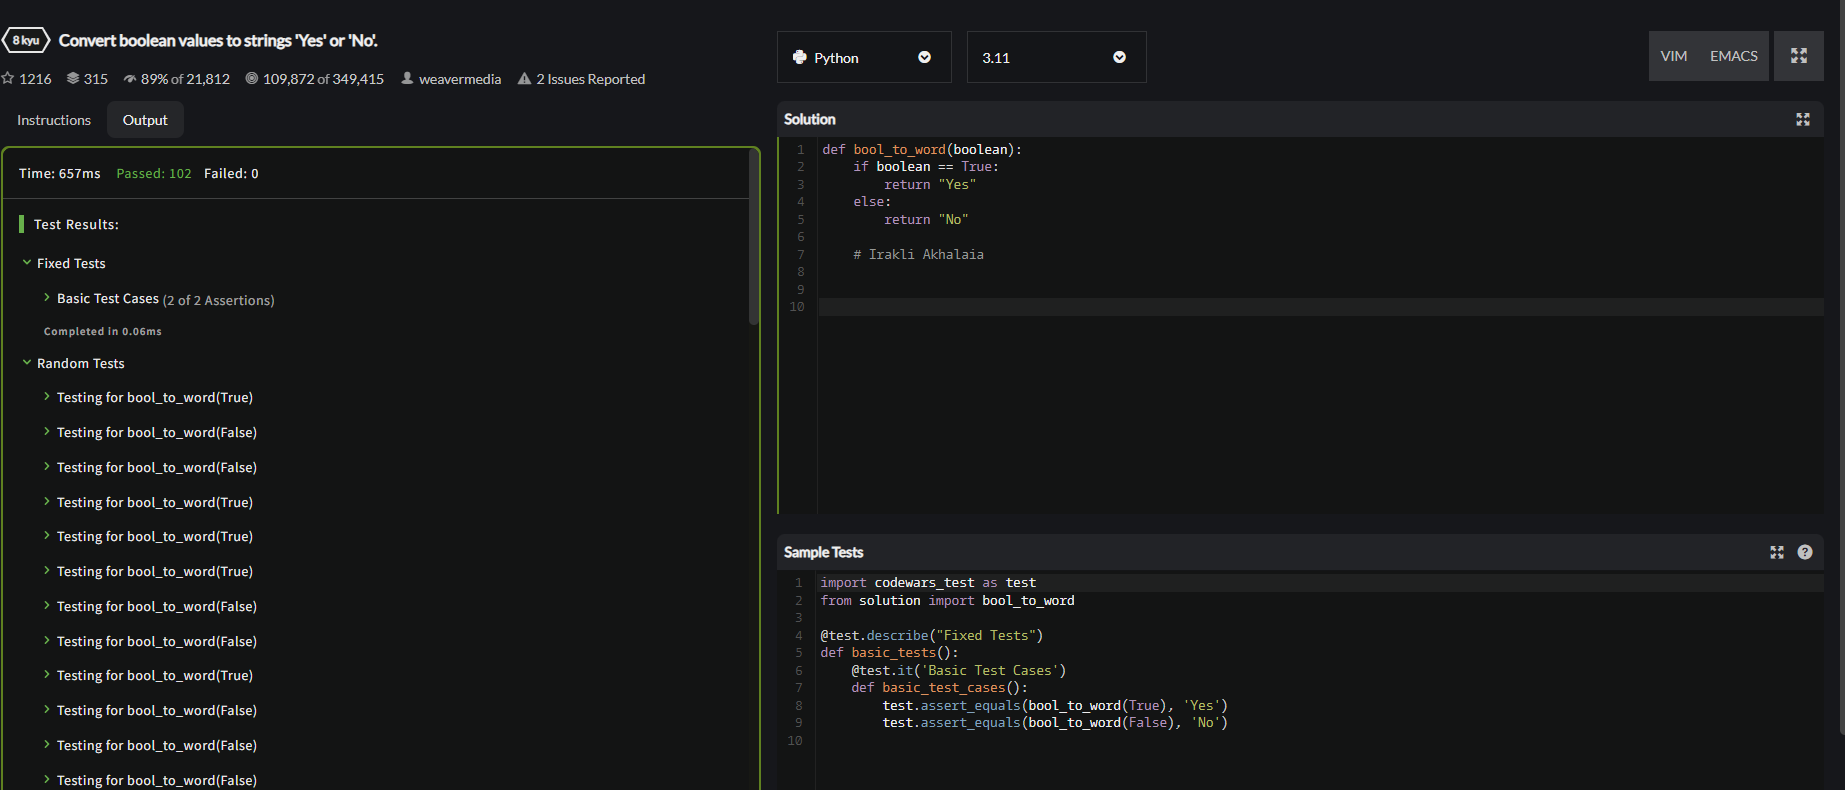 8 kyu Convert boolean values to strings 'Yes' or 'No'.
1216 315 89% of 21,812 109,872 of 349,415 weavermedia 2 Issues Reported
Instructions Output
Time: 657ms Passed: 102 Failed: 0
Test Results:
Fixed Tests
Basic Test Cases (2 of 2 Assertions)
Completed in 0.06ms
Random Tests
Testing for bool_to_word(True)
Testing for bool_to_word(False)
Testing for bool_to_word(False)
Testing for bool_to_word(True)
Testing for bool_to_word(True)
Testing for bool_to_word(True)
Testing for bool_to_word(False)
Testing for bool_to_word(False)
Testing for bool_to_word(True)
Testing for bool_to_word(False)
Testing for bool_to_word(False)
Testing for bool_to_word(False)
Python 3.11 VIM EMACS
Solution
1 def bool_to_word(boolean):
2 if boolean == True:
3 return "Yes"
4 else:
5 return "No"
6
7 # Irakli Akhalaia
8
9
10
Sample Tests
1 import codewars_test as test
2 from solution import bool_to_word
3
4 @test.describe("Fixed Tests")
5 def basic_tests():
6 @test.it('Basic Test Cases')
7 def basic_test_cases():
8 test.assert_equals(bool_to_word(True), 'Yes')
9 test.assert_equals(bool_to_word(False), 'No')
10